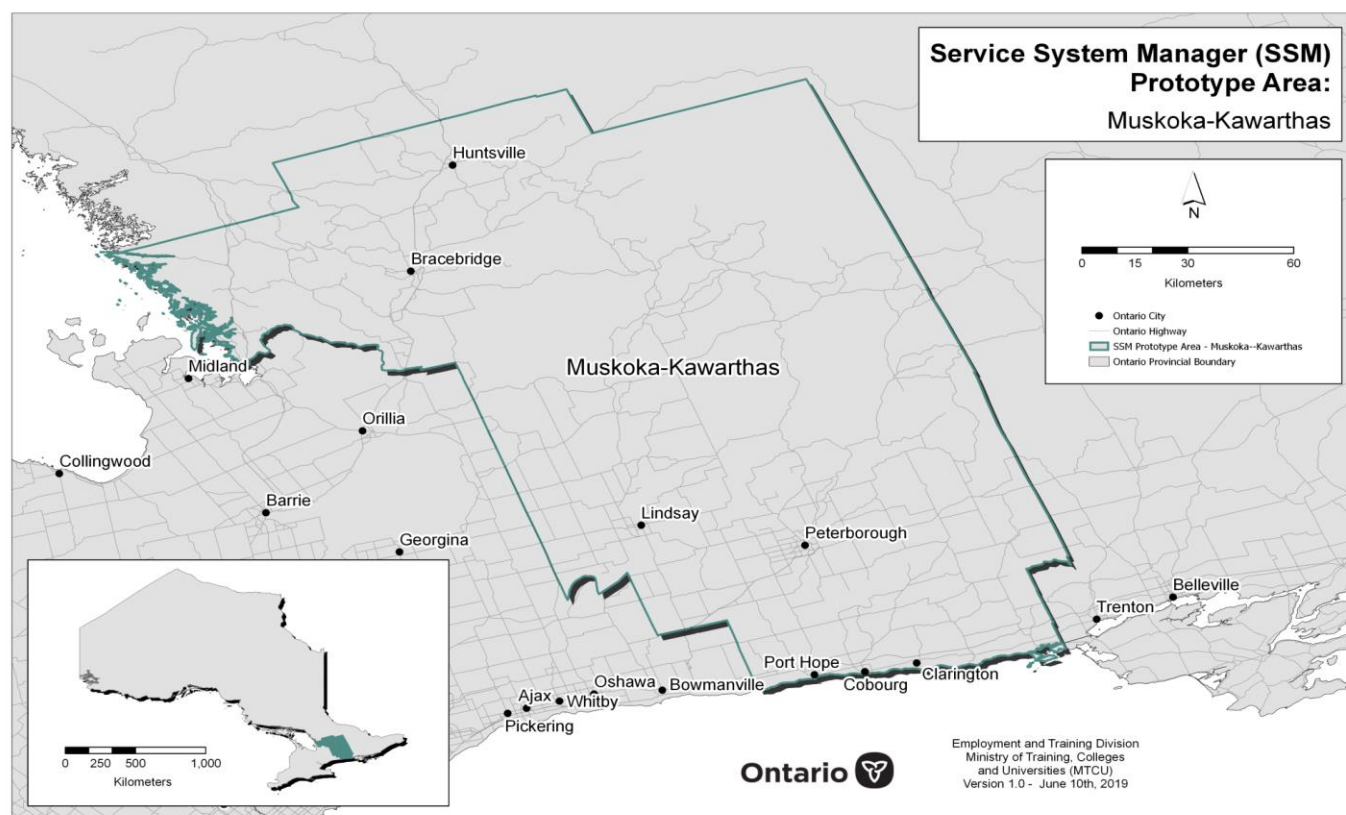 Service System Manager (SSM)
Prototype Area:
Muskoka-Kawarthas
Huntsville
Bracebridge
N
0 15 30 60
Kilometers
Ontario City
Ontario Highway
SSM Prototype Area - Muskoka--Kawarthas
Ontario Provincial Boundary
Midland
Muskoka-Kawarthas
Orillia
Collingwood
Barrie
Lindsay
Peterborough
Georgina
Belleville
Trenton
Port Hope
Clarington
Cobourg
Oshawa
Bowmanville
Ajax
Whitby
Pickering
0 250 500 1,000
Kilometers
Ontario
Employment and Training Division
Ministry of Training, Colleges
and Universities (MTCU)
Version 1.0 - June 10th, 2019